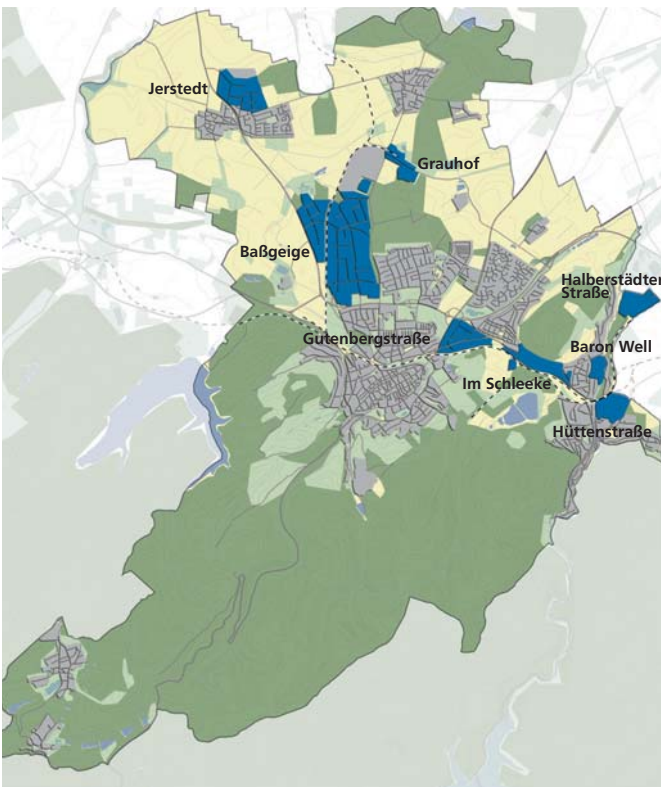 Jerstedt
Grauhof
Baßgeige
Halberstädter
Straße
Gutenbergstraße
Baron Well
Im Schleeke
Hüttenstraße